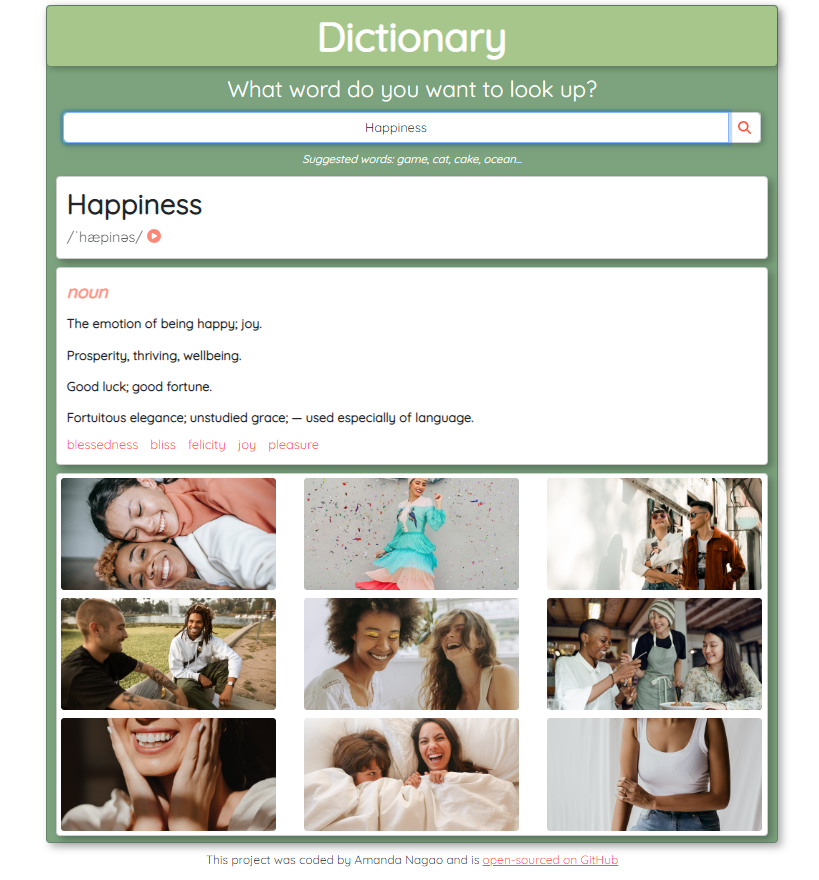 Dictionary
What word do you want to look up?
Happiness
Suggested words: game, cat, cake, ocean...
Happiness
/ˈhæpinəs/
noun
The emotion of being happy; joy.
Prosperity, thriving, wellbeing.
Good luck; good fortune.
Fortuitous elegance; unstudied grace; — used especially of language.
blessedness bliss felicity joy pleasure
This project was coded by Amanda Nagao and is open-sourced on GitHub